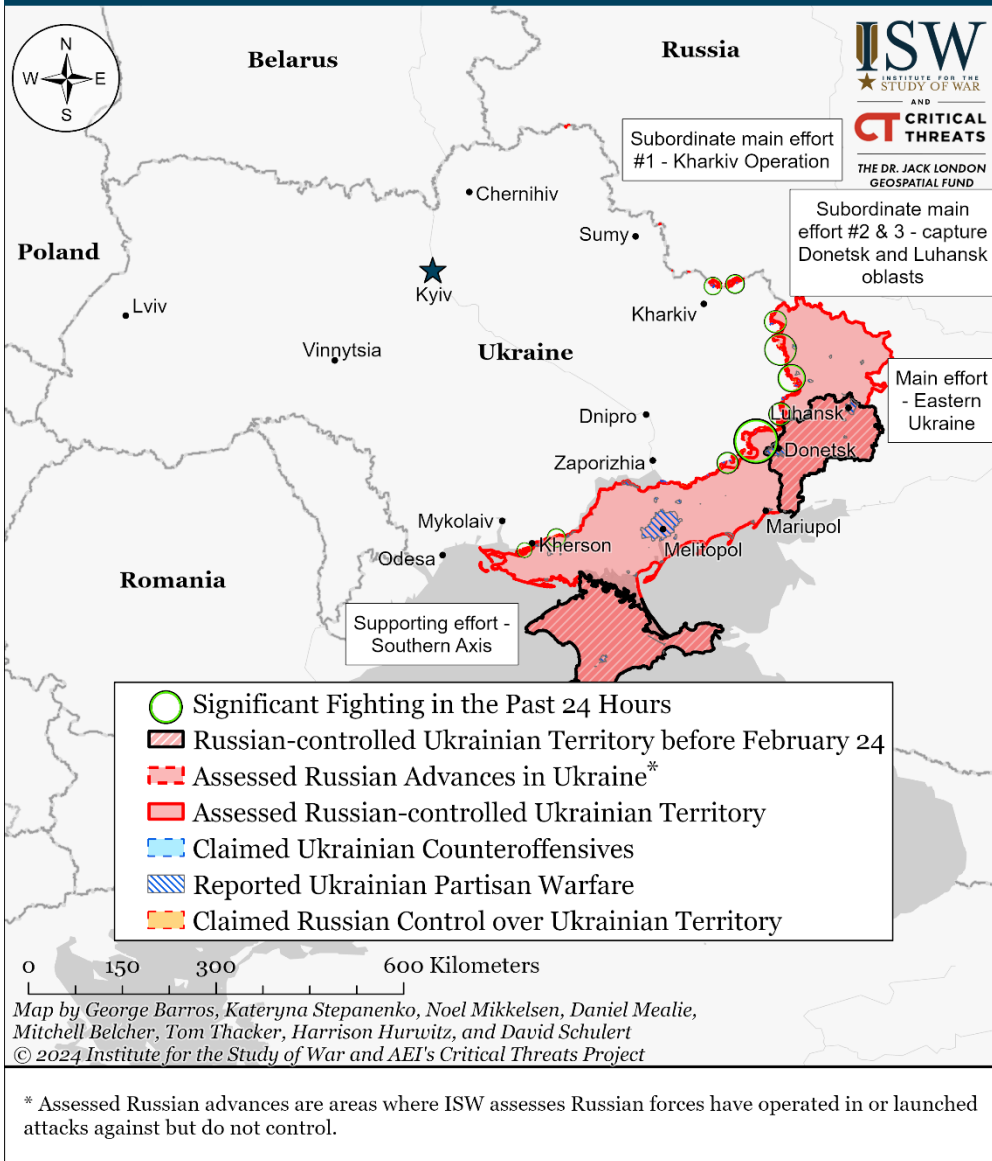 N
W
E
S
Belarus
Russia
ISW
INSTITUTE FOR THE
STUDY OF WAR
AND
CT CRITICAL
THREATS
THE DR. JACK LONDON
GEOSPATIAL FUND
Subordinate main effort
#1 - Kharkiv Operation
Subordinate main
effort #2 & 3 - capture
Donetsk and Luhansk
oblasts
Chernihiv
Sumy
Poland
Kyiv
Lviv
Kharkiv
Vinnytsia
Ukraine
Main effort
- Eastern
Ukraine
Dnipro
Luhansk
Donetsk
Zaporizhia
Mykolaiv
Mariupol
Kherson
Melitopol
Odesa
Romania
Supporting effort -
Southern Axis
Significant Fighting in the Past 24 Hours
Russian-controlled Ukrainian Territory before February 24
Assessed Russian Advances in Ukraine*
Assessed Russian-controlled Ukrainian Territory
Claimed Ukrainian Counteroffensives
Reported Ukrainian Partisan Warfare
Claimed Russian Control over Ukrainian Territory
0 150 300 600 Kilometers
Map by George Barros, Kateryna Stepanenko, Noel Mikkelsen, Daniel Mealie,
Mitchell Belcher, Tom Thacker, Harrison Hurwitz, and David Schulert
© 2024 Institute for the Study of War and AEI's Critical Threats Project
* Assessed Russian advances are areas where ISW assesses Russian forces have operated in or launched
attacks against but do not control.